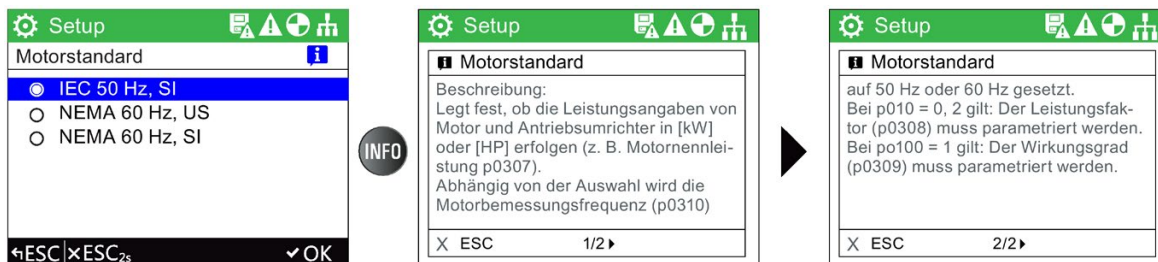 Setup
Motorstandard
IEC 50 Hz, SI
NEMA 60 Hz, US
NEMA 60 Hz, SI
ESC
ESC2s
OK
INFO
Setup
Motorstandard
Beschreibung:
Legt fest, ob die Leistungsangaben von
Motor und Antriebsumrichter in [kW]
oder [HP] erfolgen (z. B. Motornennlei-
stung p0307).
Abhängig von der Auswahl wird die
Motorbemessungsfrequenz (p0310)
X ESC
1/2
Setup
Motorstandard
auf 50 Hz oder 60 Hz gesetzt.
Bei p010 = 0, 2 gilt: Der Leistungsfak-
tor (p0308) muss parametriert werden.
Bei po100 = 1 gilt: Der Wirkungsgrad
(p0309) muss parametriert werden.
X ESC
2/2